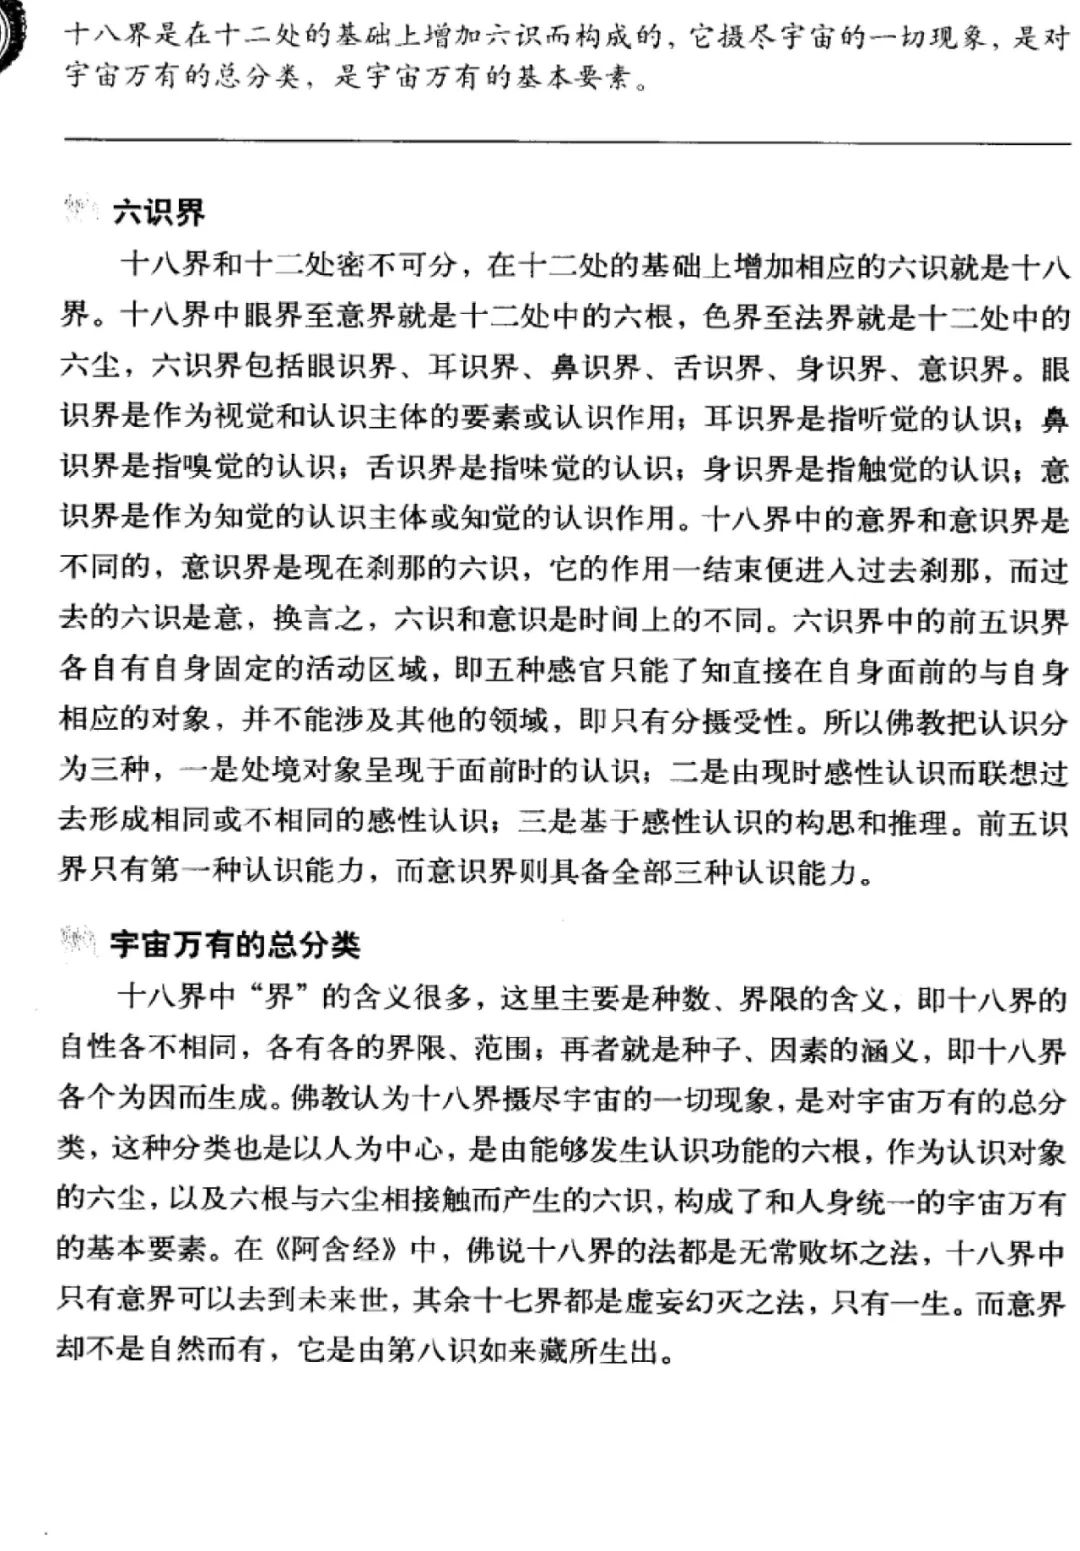 十八界是在十二处的基础上增加六识而构成的，它摄尽宇宙的一切现象，是对
宇宙万有的总分类，是宇宙万有的基本要素。
六识界
十八界和十二处密不可分，在十二处的基础上增加相应的六识就是十八
界。十八界中眼界至意界就是十二处中的六根，色界至法界就是十二处中的
六尘，六识界包括眼识界、耳识界、鼻识界、舌识界、身识界、意识界。眼
识界是作为视觉和认识主体的要素或认识作用；耳识界是指听觉的认识；鼻
识界是指嗅觉的认识；舌识界是指味觉的认识；身识界是指触觉的认识；意
识界是作为知觉的认识主体或知觉的认识作用。十八界中的意界和意识界是
不同的，意识界是现在刹那的六识，它的作用一结束便进入过去刹那，而过
去的六识是意，换言之，六识和意识是时间上的不同。六识界中的前五识界
各自有自身固定的活动区域，即五种感官只能了知直接在自身面前的与自身
相应的对象，并不能涉及其他的领域，即只有分摄受性。所以佛教把认识分
为三种，一是处境对象呈现于面前时的认识；二是由现时感性认识而联想过
去形成相同或不相同的感性认识；三是基于感性认识的构思和推理。前五识
界只有第一种认识能力，而意识界则具备全部三种认识能力。
宇宙万有的总分类
十八界中“界”的含义很多，这里主要是种数、界限的含义，即十八界的
自性各不相同，各有各的界限、范围；再者就是种子、因素的涵义，即十八界
各个为因而生成。佛教认为十八界摄尽宇宙的一切现象，是对宇宙万有的总分
类，这种分类也是以人为中心，是由能够发生认识功能的六根，作为认识对象
的六尘，以及六根与六尘相接触而产生的六识，构成了和人身统一的宇宙万有
的基本要素。在《阿含经》中，佛说十八界的法都是无常败坏之法，十八界中
只有意界可以去到未来世，其余十七界都是虚妄幻灭之法，只有一生。而意界
却不是自然而有，它是由第八识如来藏所生出。